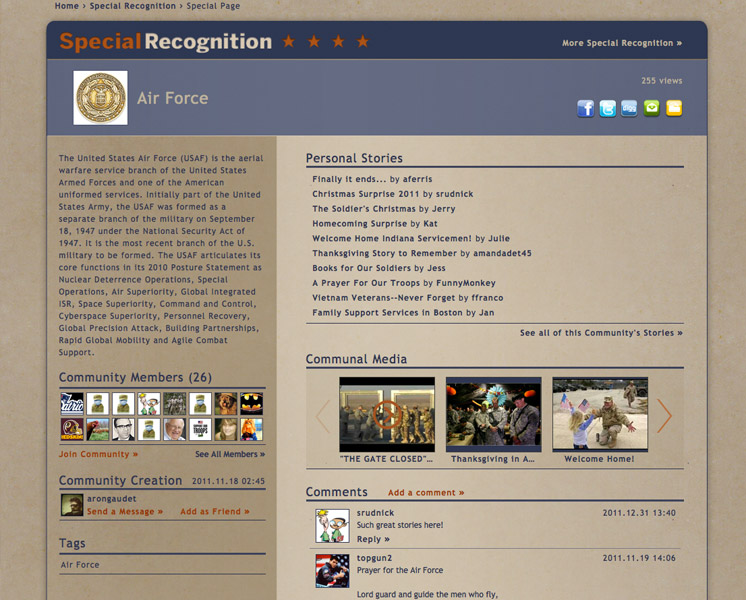 Home › Special Recognition › Special Page
Special Recognition
More Special Recognition »
Air Force
255 views
The United States Air Force (USAF) is the aerial
warfare service branch of the United States
Armed Forces and one of the American
uniformed services. Initially part of the United
States Army, the USAF was formed as a
separate branch of the military on September
18, 1947 under the National Security Act of
1947. It is the most recent branch of the U.S.
military to be formed. The USAF articulates its
core functions in its 2010 Posture Statement as
Nuclear Deterrence Operations, Special
Operations, Air Superiority, Global Integrated
ISR, Space Superiority, Command and Control,
Cyberspace Superiority, Personnel Recovery,
Global Precision Attack, Building Partnerships,
Rapid Global Mobility and Agile Combat
Support.
Community Members (26)
REDSKINS
SUPPORT OUR TROOPS
Join Community »
See All Members »
Community Creation 2011.11.18 02:45
arongaudet
Send a Message »
Add as Friend »
Tags
Air Force
Personal Stories
Finally it ends... by aferris
Christmas Surprise 2011 by srudnick
The Soldier's Christmas by Jerry
Homecoming Surprise by Kat
Welcome Home Indiana Servicemen! by Julie
Thanksgiving Story to Remember by amandadet45
Books for Our Soldiers by Jess
A Prayer For Our Troops by FunnyMonkey
Vietnam Veterans--Never Forget by ffranco
Family Support Services in Boston by Jan
See all of this Community's Stories »
Communal Media
"THE GATE CLOSED"...
Thanksgiving in A...
Welcome Home!
Comments
Add a comment »
srudnick
2011.12.31 13:40
Such great stories here!
Reply »
topgun2
2011.11.19 14:06
Prayer for the Air Force
Lord guard and guide the men who fly,